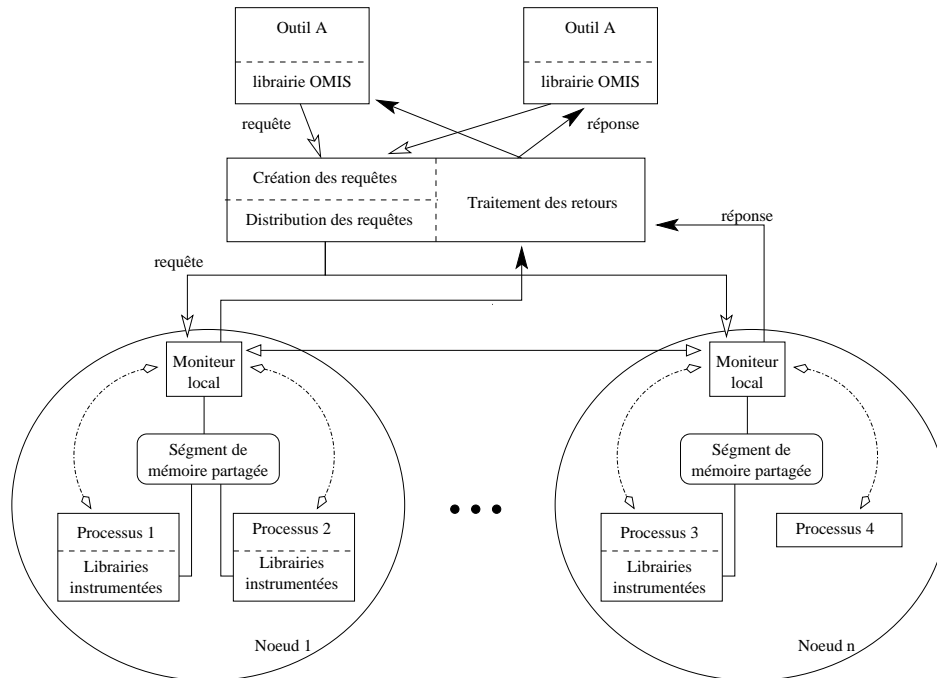 Outil A
librairie OMIS
Outil A
librairie OMIS
requête
réponse
Création des requêtes
Distribution des requêtes
Traitement des retours
réponse
requête
Moniteur
local
Moniteur
local
Ségment de
mémoire partagée
Ségment de
mémoire partagée
Processus 1
Librairies
instrumentées
Processus 2
Librairies
instrumentées
Processus 3
Librairies
instrumentées
Processus 4
Noeud 1
Noeud n